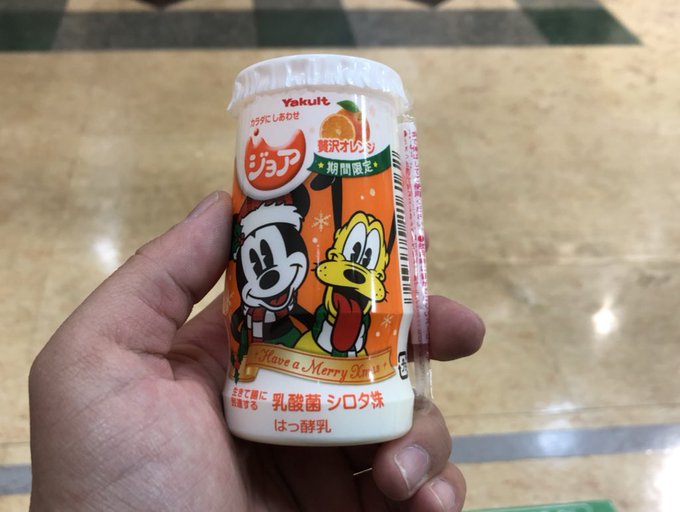 Yakult
カラダに しあわせ
ジョア
贅沢オレンジ
期間限定
Have a Merry Xmas
生きて腸に
到達する
乳酸菌 シロタ株
はっ酵乳